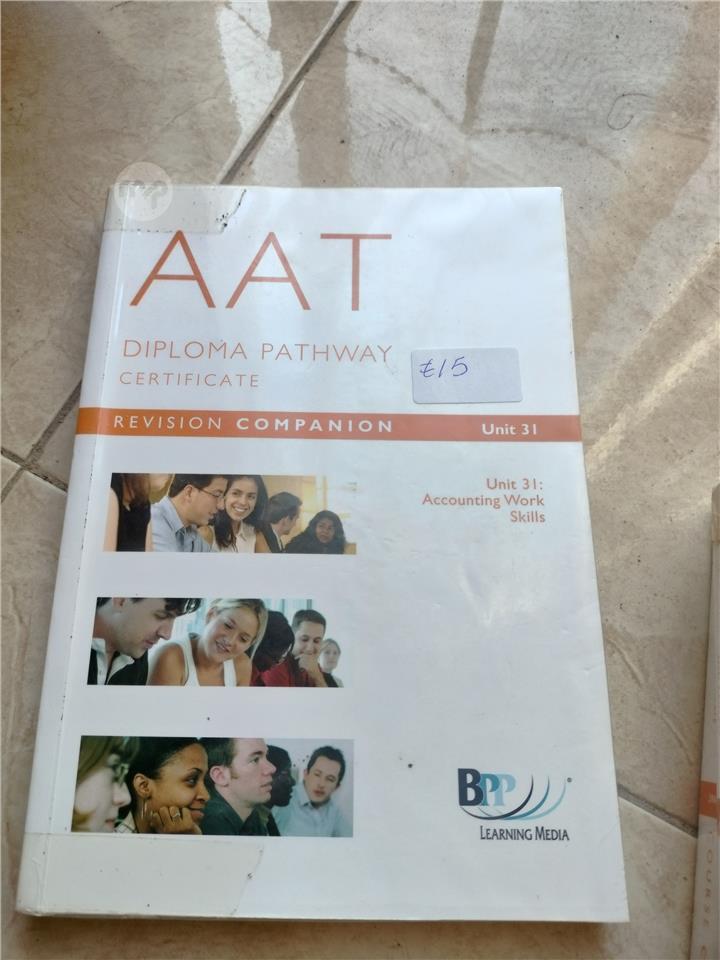 AAT
DIPLOMA PATHWAY
CERTIFICATE
£15
REVISION COMPANION Unit 31
Unit 31:
Accounting Work
Skills
BPP
LEARNING MEDIA